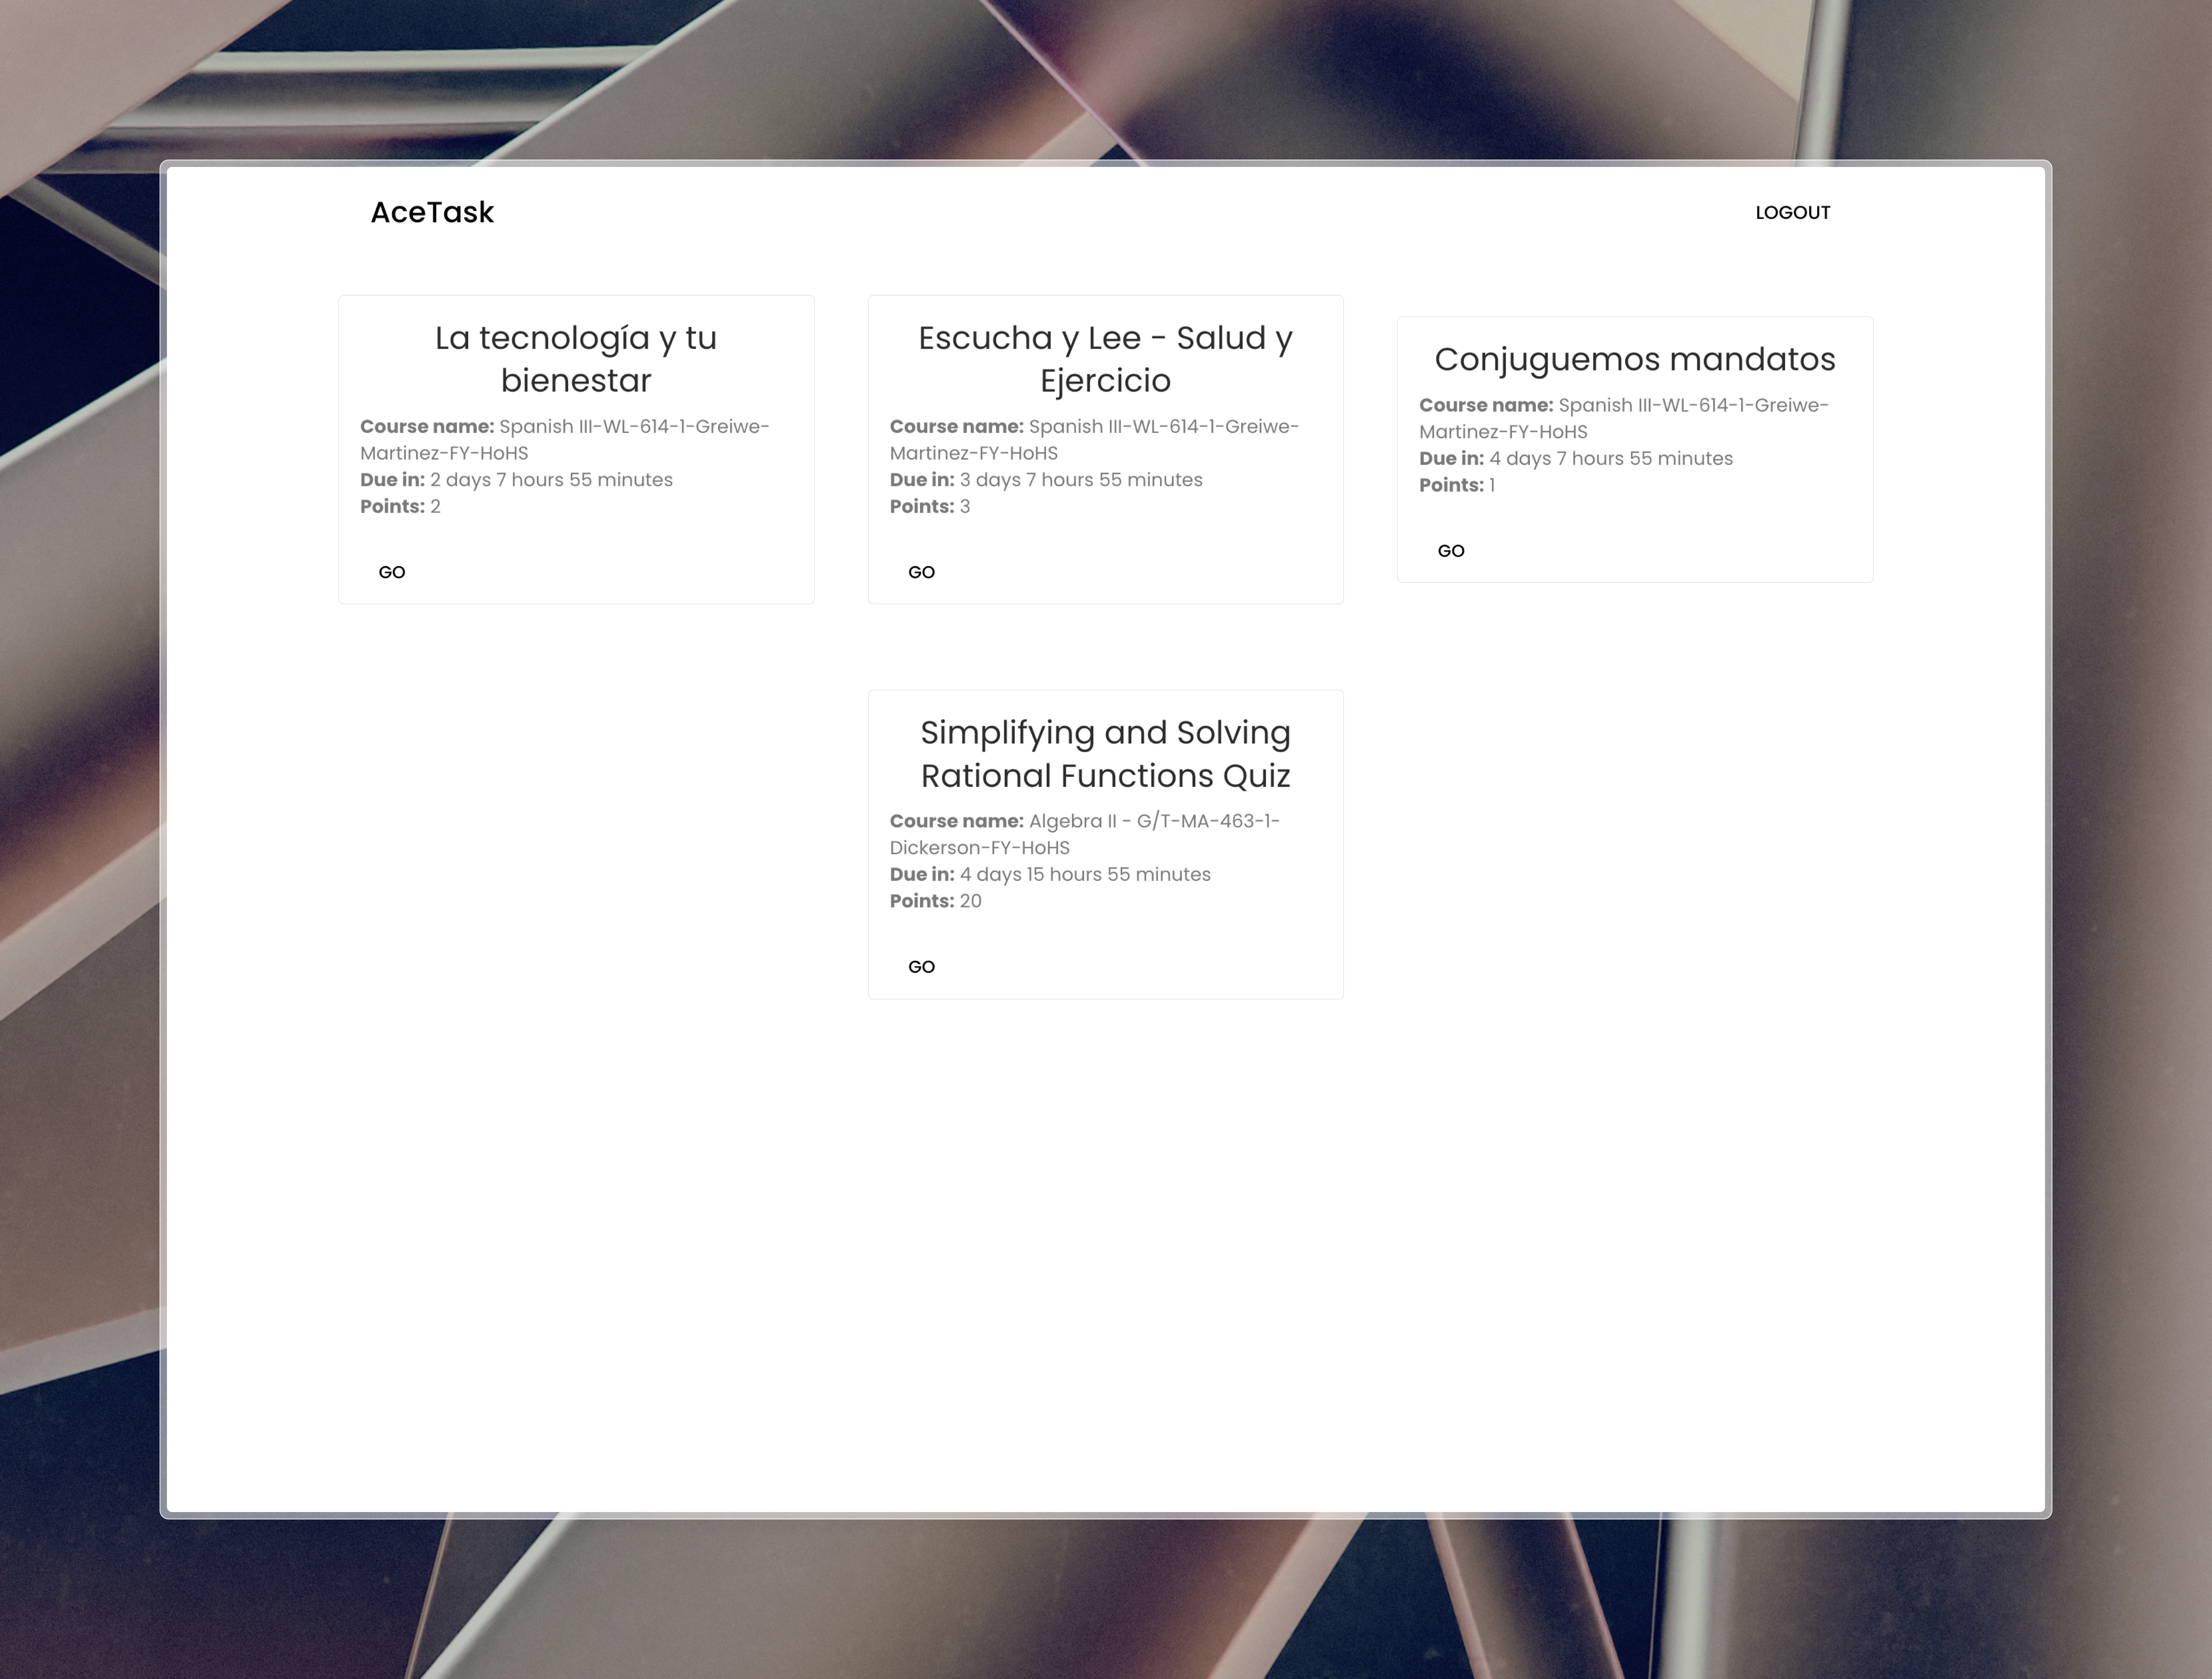 AceTask
LOGOUT
La tecnología y tu
bienestar
Course name: Spanish III-WL-614-1-Greiwe-
Martinez-FY-HoHS
Due in: 2 days 7 hours 55 minutes
Points: 2
GO
Escucha y Lee - Salud y
Ejercicio
Course name: Spanish III-WL-614-1-Greiwe-
Martinez-FY-HoHS
Due in: 3 days 7 hours 55 minutes
Points: 3
GO
Conjuguemos mandatos
Course name: Spanish III-WL-614-1-Greiwe-
Martinez-FY-HoHS
Due in: 4 days 7 hours 55 minutes
Points: 1
GO
Simplifying and Solving
Rational Functions Quiz
Course name: Algebra II - G/T-MA-463-1-
Dickerson-FY-HoHS
Due in: 4 days 15 hours 55 minutes
Points: 20
GO